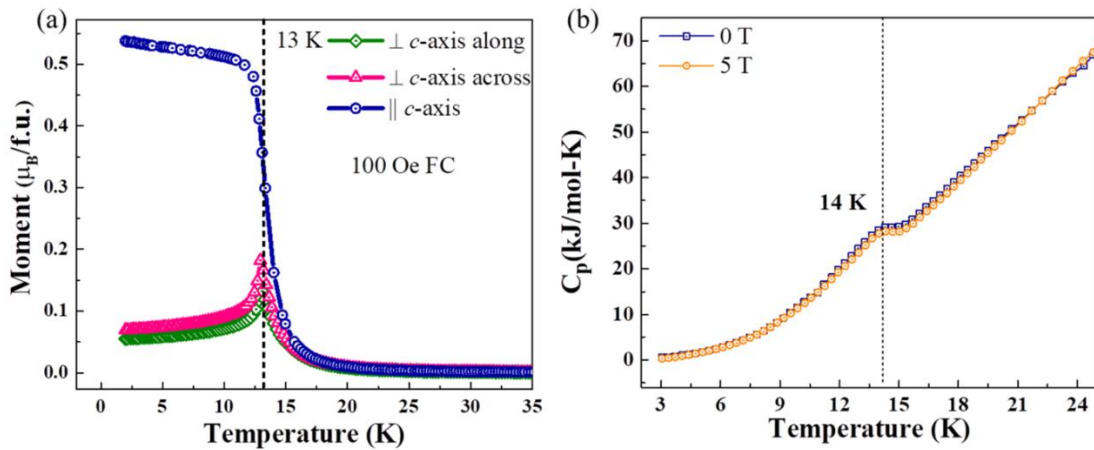 (a)
Moment (μB/f.u.)
0.5
0.4
0.3
0.2
0.1
0.0
13 K
⊥ c-axis along
⊥ c-axis across
|| c-axis
100 Oe FC
0 5 10 15 20 25 30 35
Temperature (K)
(b)
Cp(kJ/mol-K)
70
60
50
40
30
20
10
0
0 T
5 T
14 K
3 6 9 12 15 18 21 24
Temperature (K)